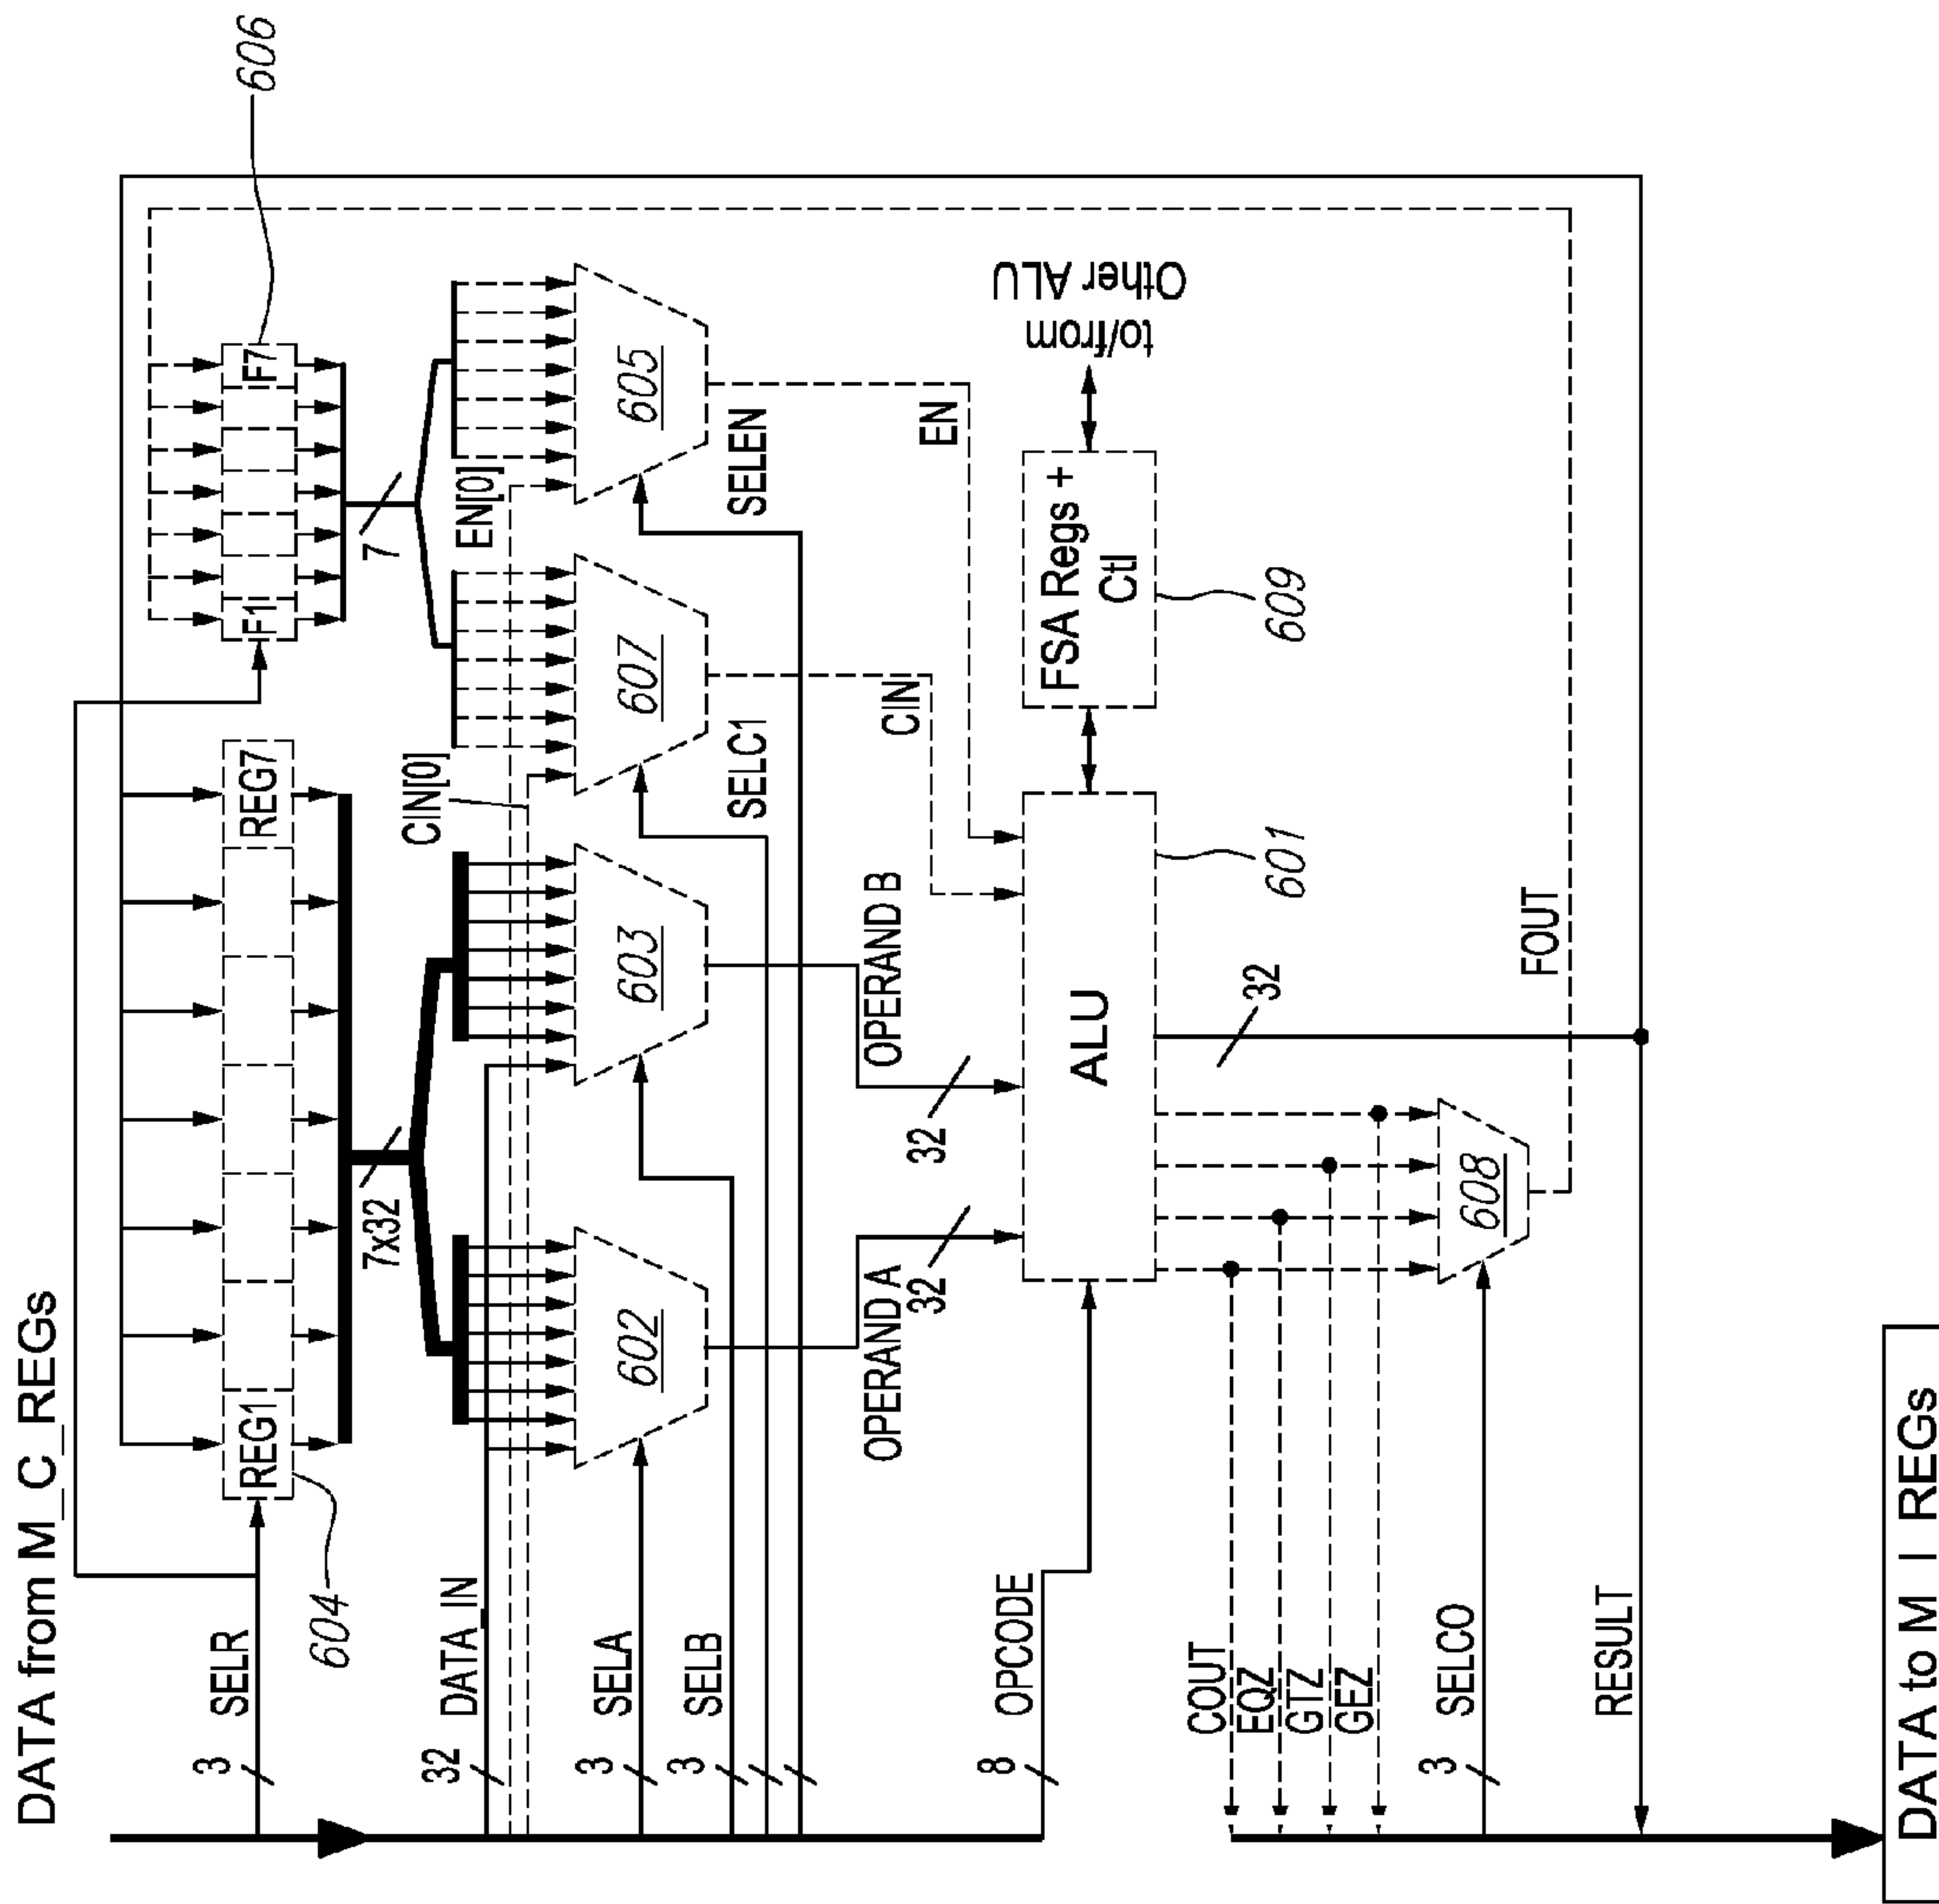 DATA from M_C_REGs
606
3
SELR
REG1
REG7
F1
F7
604
7x32
7
32
DATA_IN
CIN[0]
EN[0]
3
SELA
602
603
607
605
3
SELB
SELC1
SELEN
OPERAND A
OPERAND B
CIN
EN
32
32
8
OPCODE
ALU
FSA Regs +
Ctl
to/from
Other ALU
601
609
COUT
EQZ
GTZ
GEZ
32
3
SELCO
608
FOUT
RESULT
DATA to M I REGs